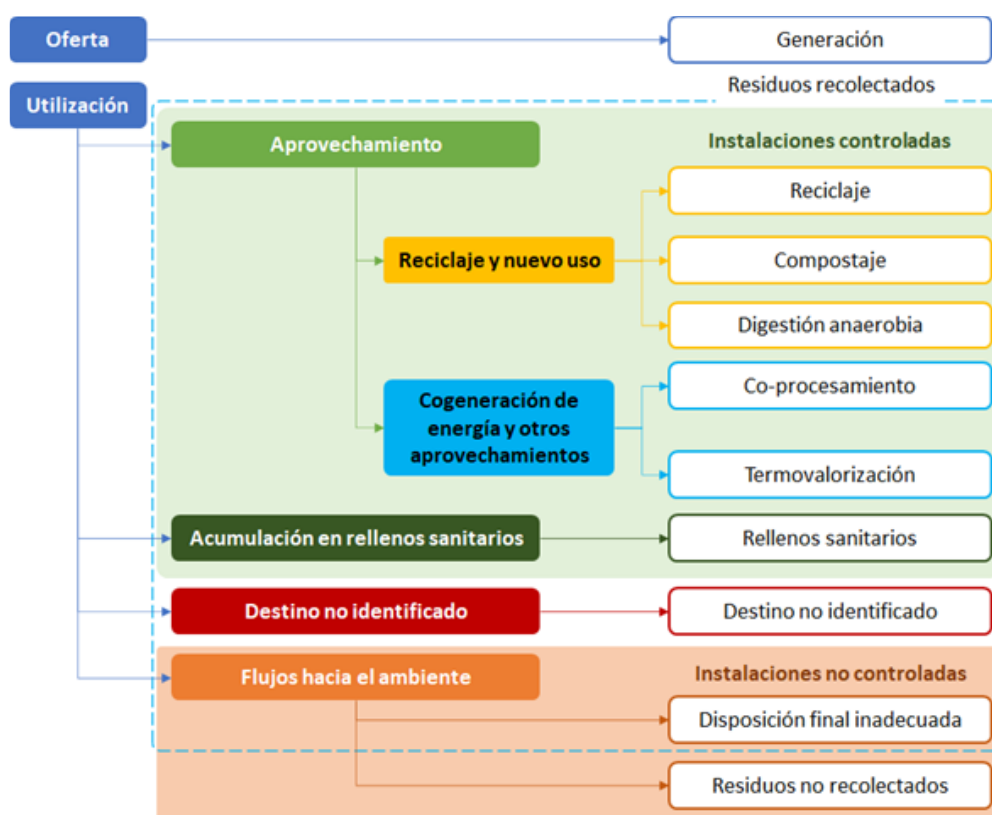 Oferta
Generación
Residuos recolectados
Utilización
Aprovechamiento
Instalaciones controladas
Reciclaje
Reciclaje y nuevo uso
Compostaje
Digestión anaerobia
Cogeneración de
energía y otros
aprovechamientos
Co-procesamiento
Termovalorización
Acumulación en rellenos sanitarios
Rellenos sanitarios
Destino no identificado
Destino no identificado
Flujos hacia el ambiente
Instalaciones no controladas
Disposición final inadecuada
Residuos no recolectados